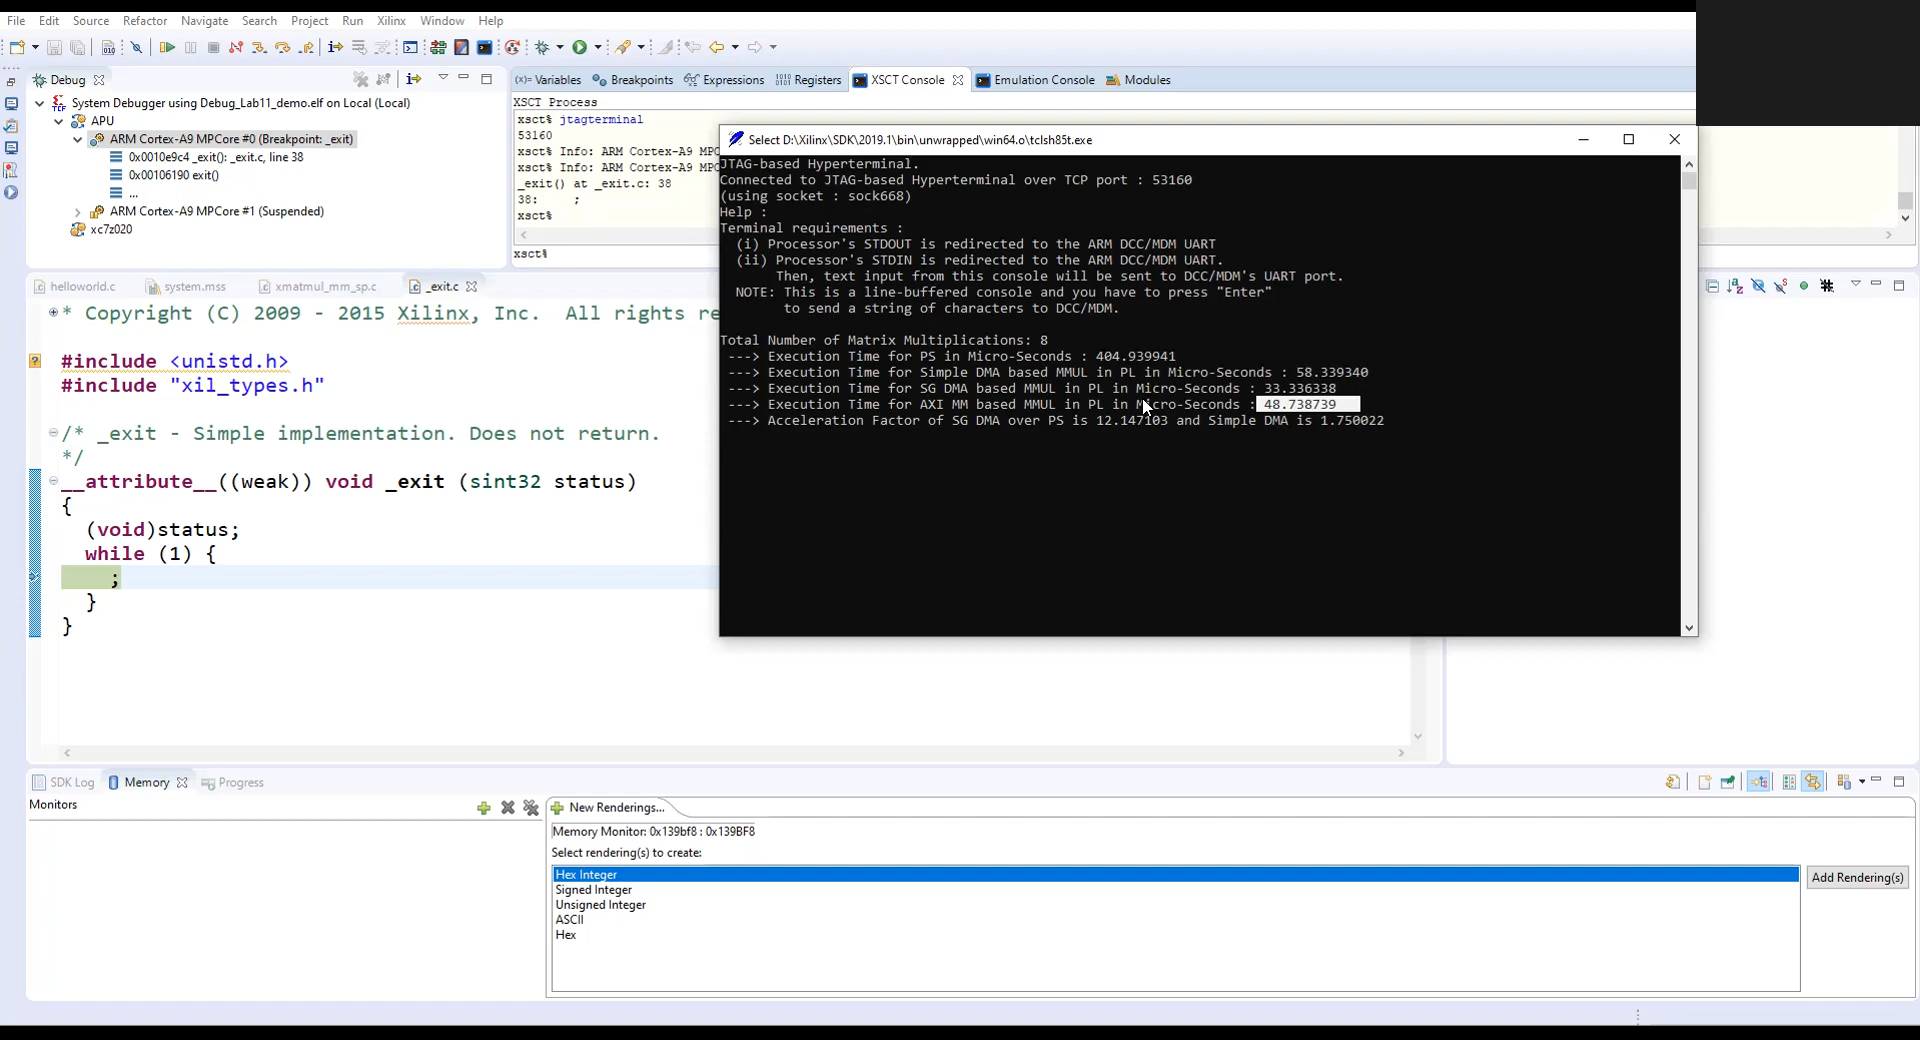 File Edit Source Refactor Navigate Search Project Run Xilinx Window Help
Debug
System Debugger using Debug_Lab11_demo.elf on Local (Local)
APU
ARM Cortex-A9 MPCore #0 (Breakpoint: _exit)
0x0010e9c4 _exit(): _exit.c, line 38
0x00106190 exit()
...
ARM Cortex-A9 MPCore #1 (Suspended)
xc7z020
(x)= Variables Breakpoints Expressions Registers XSCT Console Emulation Console Modules
XSCT Process
xsct% jtagterminal
53160
xsct% Info: ARM Cortex-A9 MPC
xsct% Info: ARM Cortex-A9 MPC
_exit() at _exit.c: 38
38: ;
xsct%
xsct%
Select D:\Xilinx\SDK\2019.1\bin\unwrapped\win64.o\tclsh85t.exe
JTAG-based Hyperterminal.
Connected to JTAG-based Hyperterminal over TCP port : 53160
(using socket : sock668)
Help :
Terminal requirements :
(i) Processor's STDOUT is redirected to the ARM DCC/MDM UART
(ii) Processor's STDIN is redirected to the ARM DCC/MDM UART.
Then, text input from this console will be sent to DCC/MDM's UART port.
NOTE: This is a line-buffered console and you have to press "Enter"
to send a string of characters to DCC/MDM.
Total Number of Matrix Multiplications: 8
---> Execution Time for PS in Micro-Seconds : 404.939941
---> Execution Time for Simple DMA based MMUL in PL in Micro-Seconds : 58.339340
---> Execution Time for SG DMA based MMUL in PL in Micro-Seconds : 33.336338
---> Execution Time for AXI MM based MMUL in PL in Micro-Seconds : 48.738739
---> Acceleration Factor of SG DMA over PS is 12.147103 and Simple DMA is 1.750022
helloworld.c system.mss xmatmul_mm_sp.c _exit.c
* Copyright (C) 2009 - 2015 Xilinx, Inc. All rights re
#include <unistd.h>
#include "xil_types.h"
/* _exit - Simple implementation. Does not return.
*/
__attribute__((weak)) void _exit (sint32 status)
{
(void)status;
while (1) {
;
}
}
SDK Log Memory Progress
Monitors
New Renderings...
Memory Monitor: 0x139bf8 : 0x139BF8
Select rendering(s) to create:
Hex Integer
Signed Integer
Unsigned Integer
ASCII
Hex
Add Rendering(s)